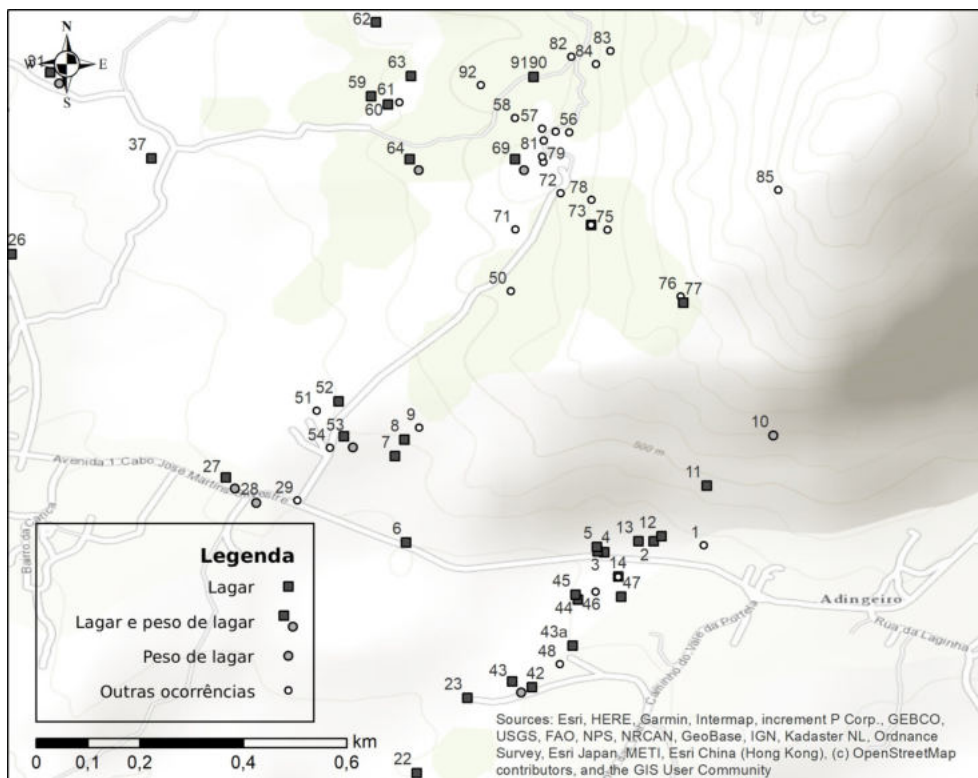 62
83
82
84
N
W E
S
31
63
9190
92
59
61
60
58
57
56
37
64
69
81
79
72
78
85
73
75
71
26
50
76
77
52
51
9
53
8
54
7
10
500 m
Avenida 1 Cabo José Martins
27
28
29
11
13
12
1
6
5
4
2
3
14
45
47
46
44
Adingeiro
Rua da Laginha
Caminho do Vale da Portela
43a
48
43
42
23
22
Legenda
Lagar
Lagar e peso de lagar
Peso de lagar
Outras ocorrências
km
0 0,1 0,2 0,4 0,6
Sources: Esri, HERE, Garmin, Intermap, increment P Corp., GEBCO,
USGS, FAO, NPS, NRCAN, GeoBase, IGN, Kadaster NL, Ordnance
Survey, Esri Japan, METI, Esri China (Hong Kong), (c) OpenStreetMap
contributors, and the GIS User Community